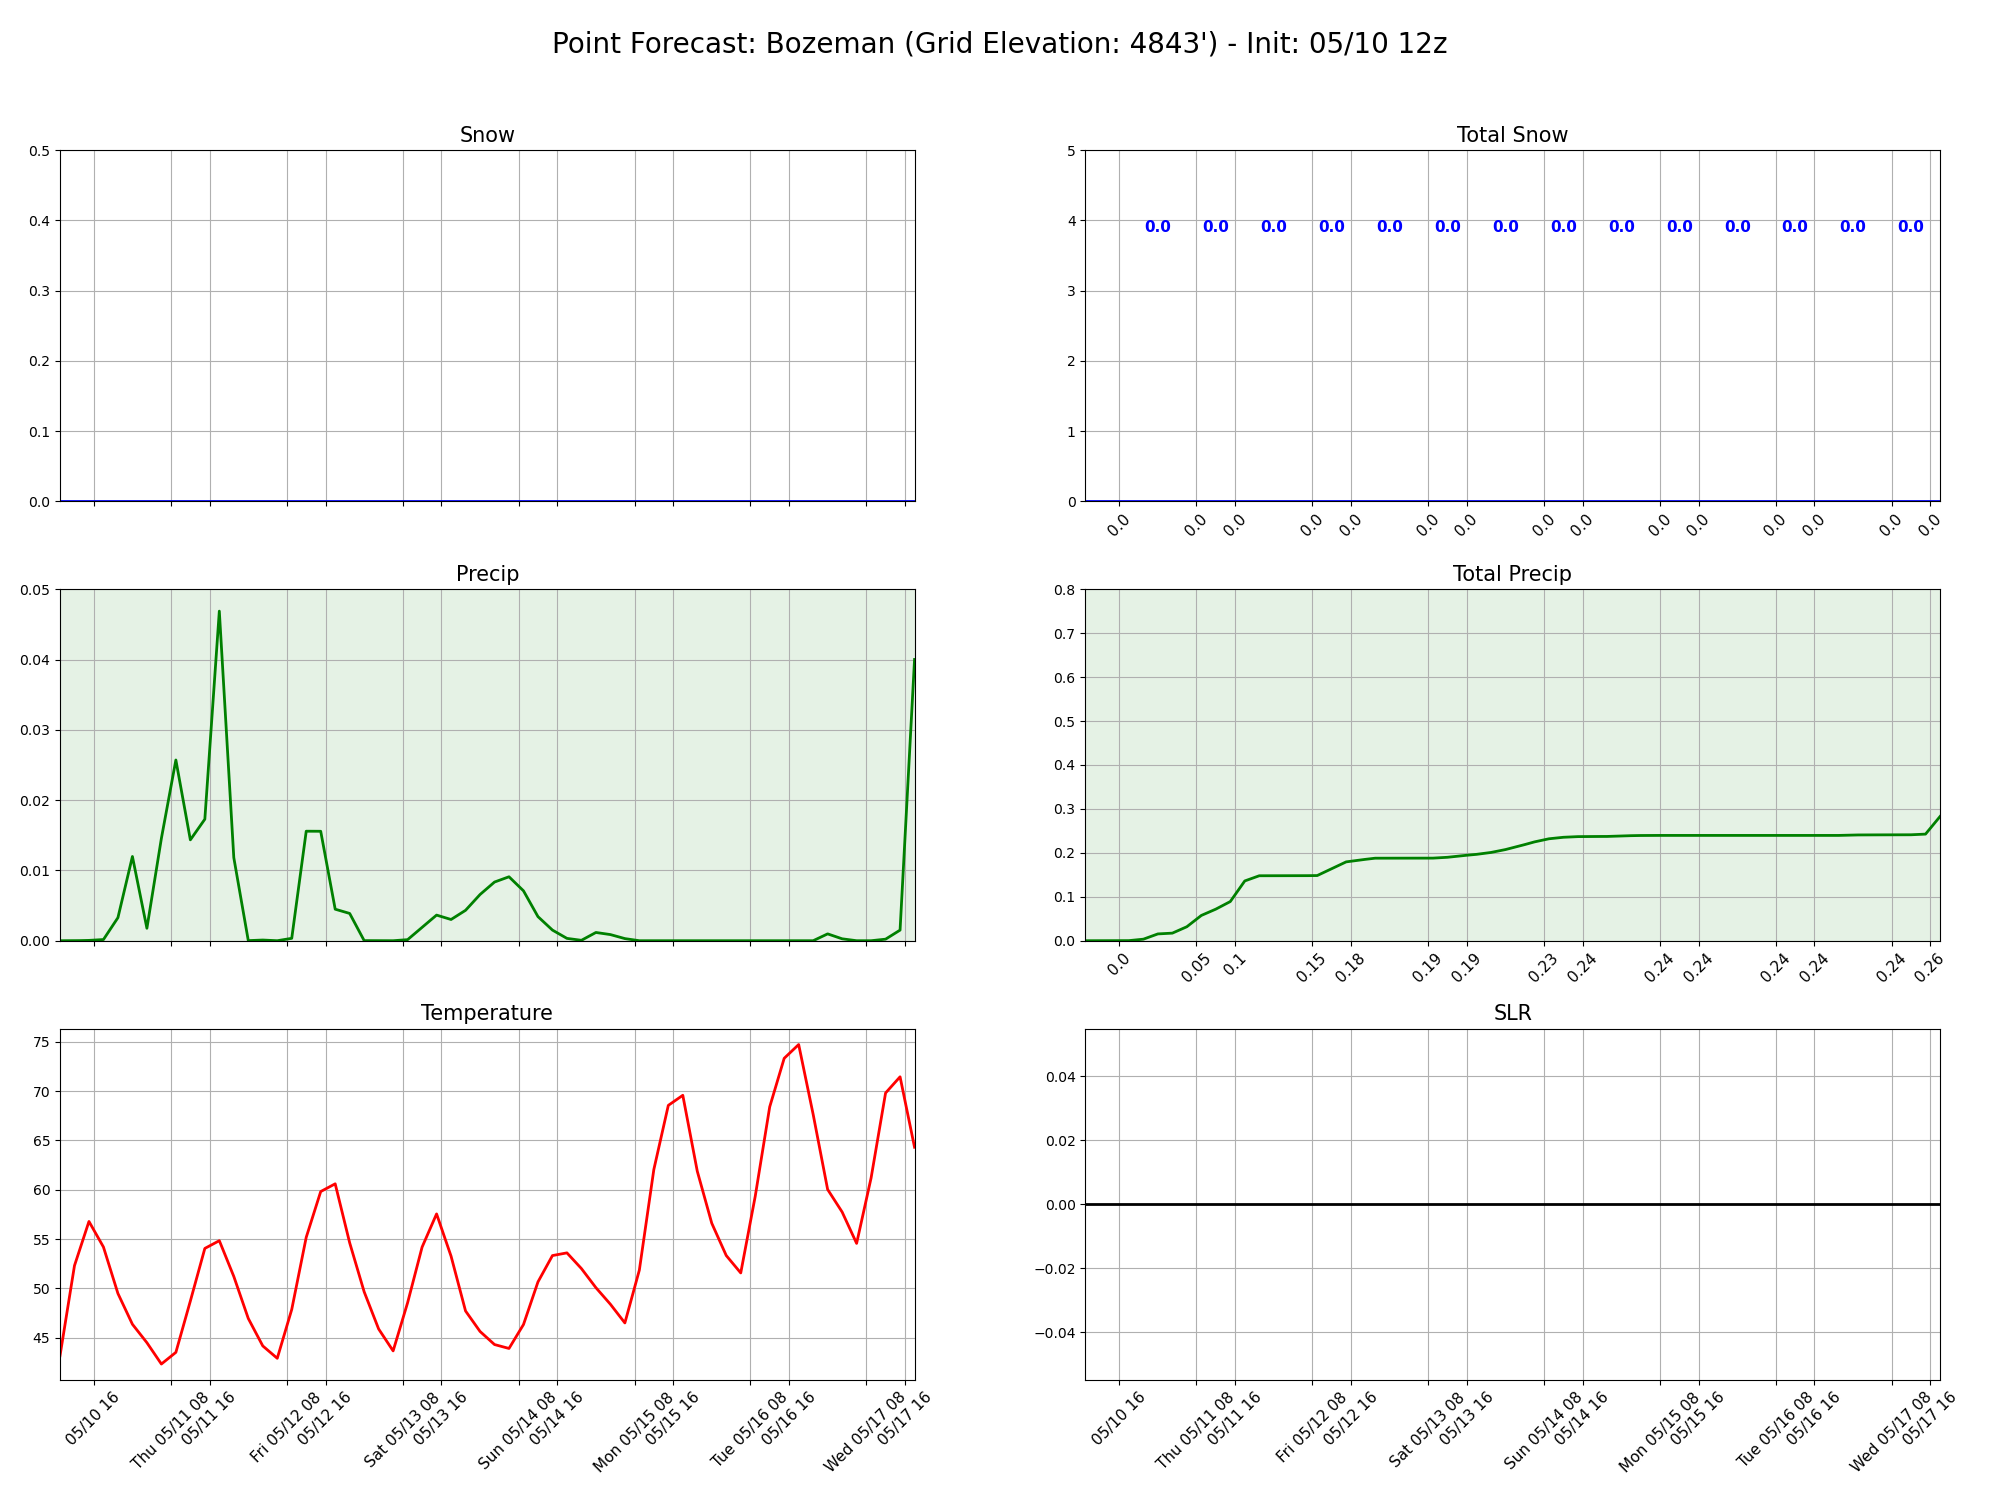 Point Forecast: Bozeman (Grid Elevation: 4843') - Init: 05/10 12z
Snow
0.5
0.4
0.3
0.2
0.1
0.0
Total Snow
5
4
3
2
1
0
0.0 0.0 0.0 0.0 0.0 0.0 0.0 0.0 0.0 0.0 0.0 0.0 0.0 0.0
0.0 0.0 0.0 0.0 0.0 0.0 0.0 0.0 0.0 0.0 0.0 0.0 0.0 0.0 0.0
Precip
0.05
0.04
0.03
0.02
0.01
0.00
Total Precip
0.8
0.7
0.6
0.5
0.4
0.3
0.2
0.1
0.0
0.0 0.05 0.1 0.15 0.18 0.19 0.19 0.23 0.24 0.24 0.24 0.24 0.24 0.24 0.26
Temperature
75
70
65
60
55
50
45
05/10 16
Thu 05/11 08
05/11 16
Fri 05/12 08
05/12 16
Sat 05/13 08
05/13 16
Sun 05/14 08
05/14 16
Mon 05/15 08
05/15 16
Tue 05/16 08
05/16 16
Wed 05/17 08
05/17 16
SLR
0.04
0.02
0.00
−0.02
−0.04
05/10 16
Thu 05/11 08
05/11 16
Fri 05/12 08
05/12 16
Sat 05/13 08
05/13 16
Sun 05/14 08
05/14 16
Mon 05/15 08
05/15 16
Tue 05/16 08
05/16 16
Wed 05/17 08
05/17 16